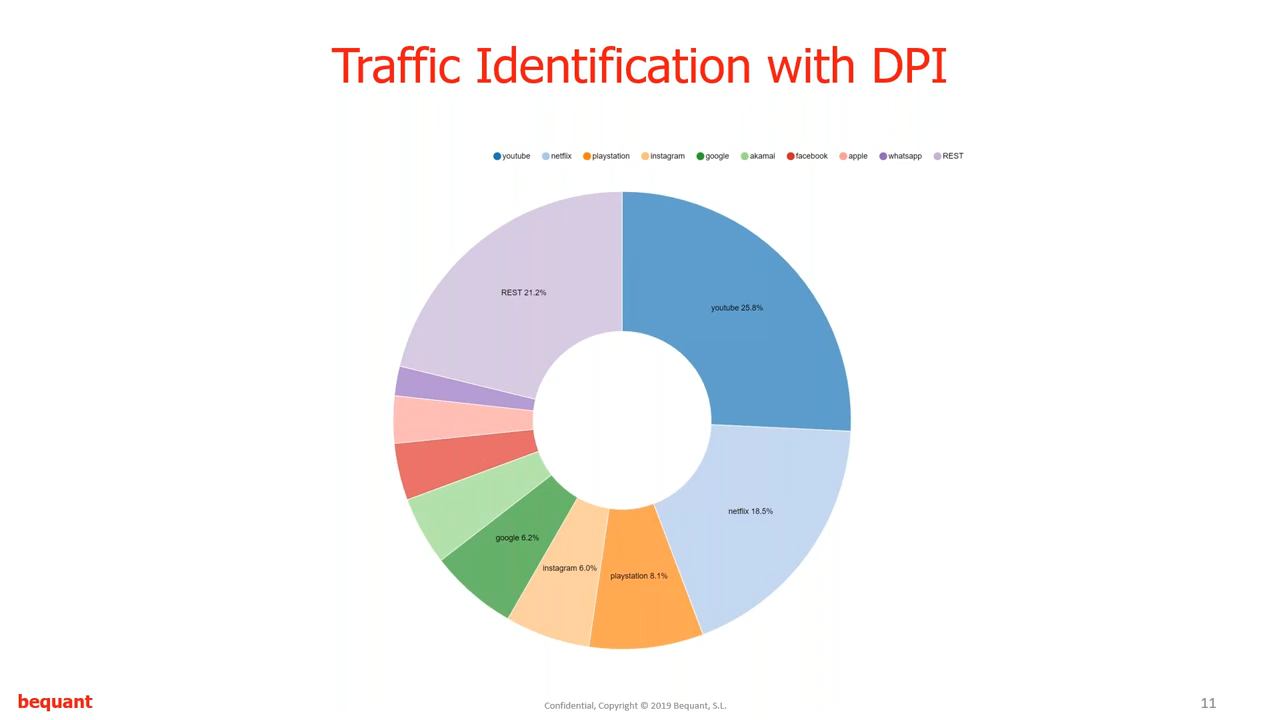 Traffic Identification with DPI
youtube netflix playstation instagram google akamai facebook apple whatsapp REST
REST 21.2%
youtube 25.8%
netflix 18.5%
google 6.2%
instagram 6.0%
playstation 8.1%
bequant
Confidential, Copyright © 2019 Bequant, S.L.
11